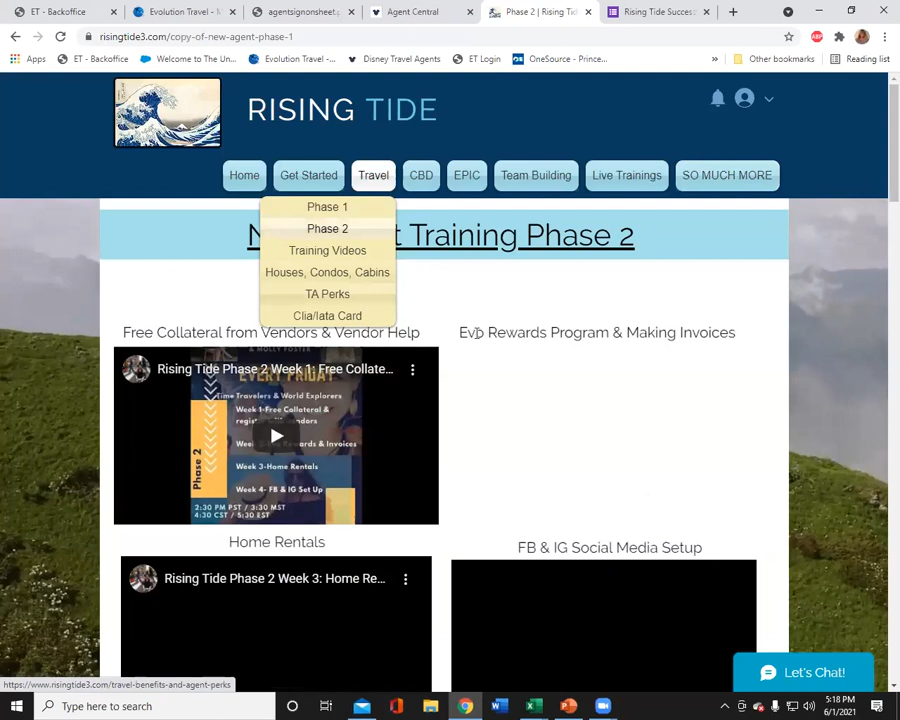 ET - Backoffice
Evolution Travel - M
agentsignonsheet.p
Agent Central
Phase 2 | Rising Tid
Rising Tide Success
risingtide3.com/copy-of-new-agent-phase-1
ABP
Apps
ET - Backoffice
Welcome to The Un...
Evolution Travel -...
Disney Travel Agents
ET Login
OneSource - Prince...
»
Other bookmarks
Reading list
RISING TIDE
Home
Get Started
Travel
CBD
EPIC
Team Building
Live Trainings
SO MUCH MORE
Phase 1
Phase 2
Training Videos
Houses, Condos, Cabins
TA Perks
Clia/Iata Card
Training Phase 2
Free Collateral from Vendors & Vendor Help
Evo Rewards Program & Making Invoices
& MOLLY FOSTER
Rising Tide Phase 2 Week 1: Free Collate...
EVERY FRIDAY
Time Travelers & World Explorers
Week 1-Free Collateral &
Week 3-Home Rentals
Week 4- FB & IG Set Up
Phase 2
2:30 PM PST / 3:30 MST
4:30 CST / 5:30 EST
Home Rentals
FB & IG Social Media Setup
Rising Tide Phase 2 Week 3: Home Re...
Let's Chat!
https://www.risingtide3.com/travel-benefits-and-agent-perks
Type here to search
5:18 PM
6/1/2021